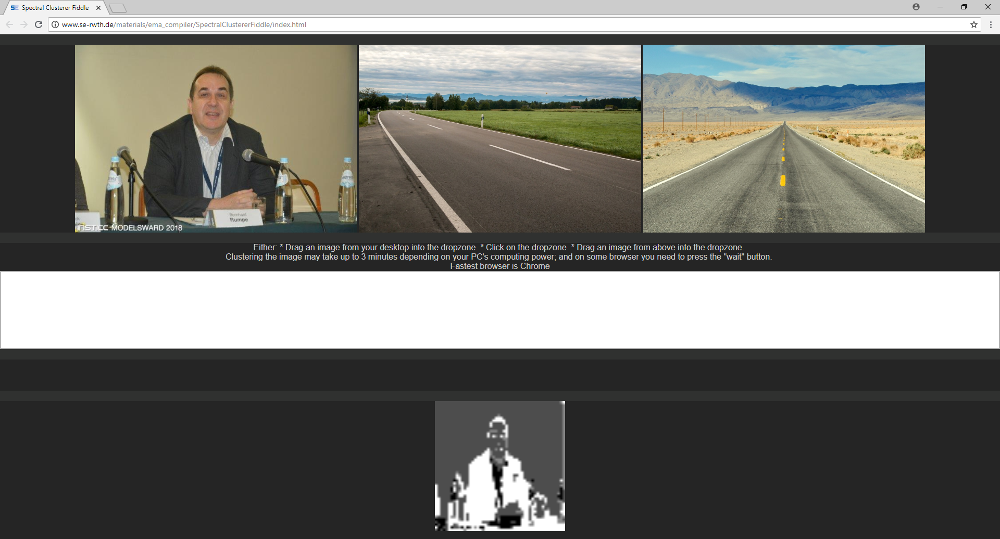 Spectral Clusterer Fiddle
www.se-rwth.de/materials/ema_compiler/SpectralClustererFiddle/index.html
Bernhard
Rumpe
INSTICC MODELSWARD 2018
Either: * Drag an image from your desktop into the dropzone. * Click on the dropzone. * Drag an image from above into the dropzone.
Clustering the image may take up to 3 minutes depending on your PC's computing power; and on some browser you need to press the "wait" button.
Fastest browser is Chrome